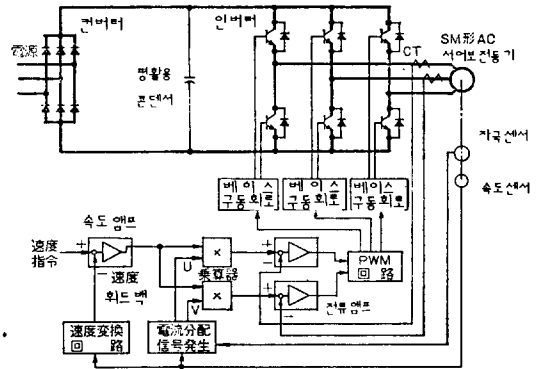 컨버터
인버터
SM形AC
서어보전동기
CT
電源
평활용
콘덴서
자극센서
속도센서
베이스
구동회로
베이스
구동회로
베이스
구동회로
속도 앰프
速度
指令
+
−
速度
휘드백
×
×
U
乗算器
V
+
−
+
−
전류앰프
PWM
回 路
速度変換
回 路
電流分配
信号発生